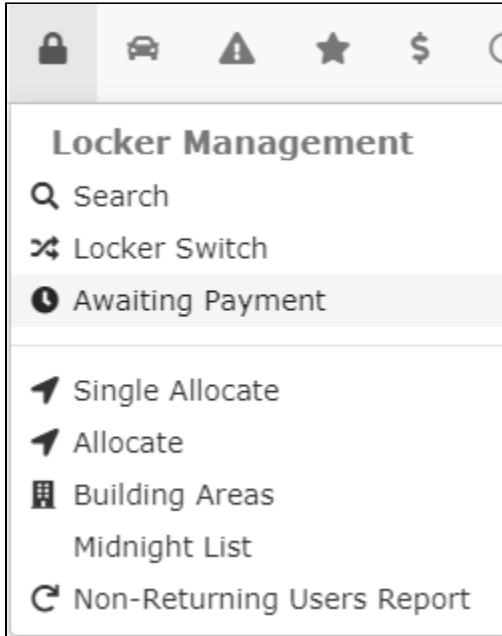 $
Locker Management
Search
Locker Switch
Awaiting Payment
Single Allocate
Allocate
Building Areas
Midnight List
Non-Returning Users Report